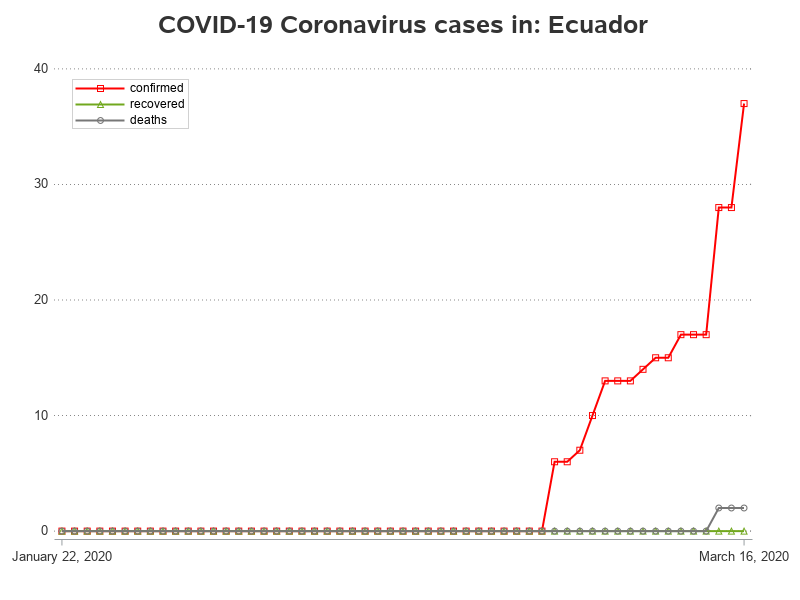 COVID-19 Coronavirus cases in: Ecuador
40
confirmed
recovered
deaths
30
20
10
0
January 22, 2020
March 16, 2020